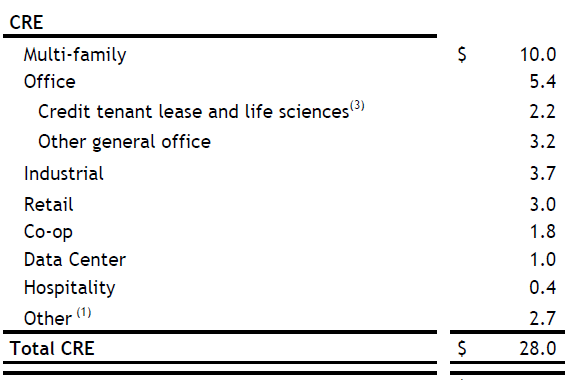 CRE
Multi-family $ 10.0
Office 5.4
Credit tenant lease and life sciences(3) 2.2
Other general office 3.2
Industrial 3.7
Retail 3.0
Co-op 1.8
Data Center 1.0
Hospitality 0.4
Other (1) 2.7
Total CRE $ 28.0